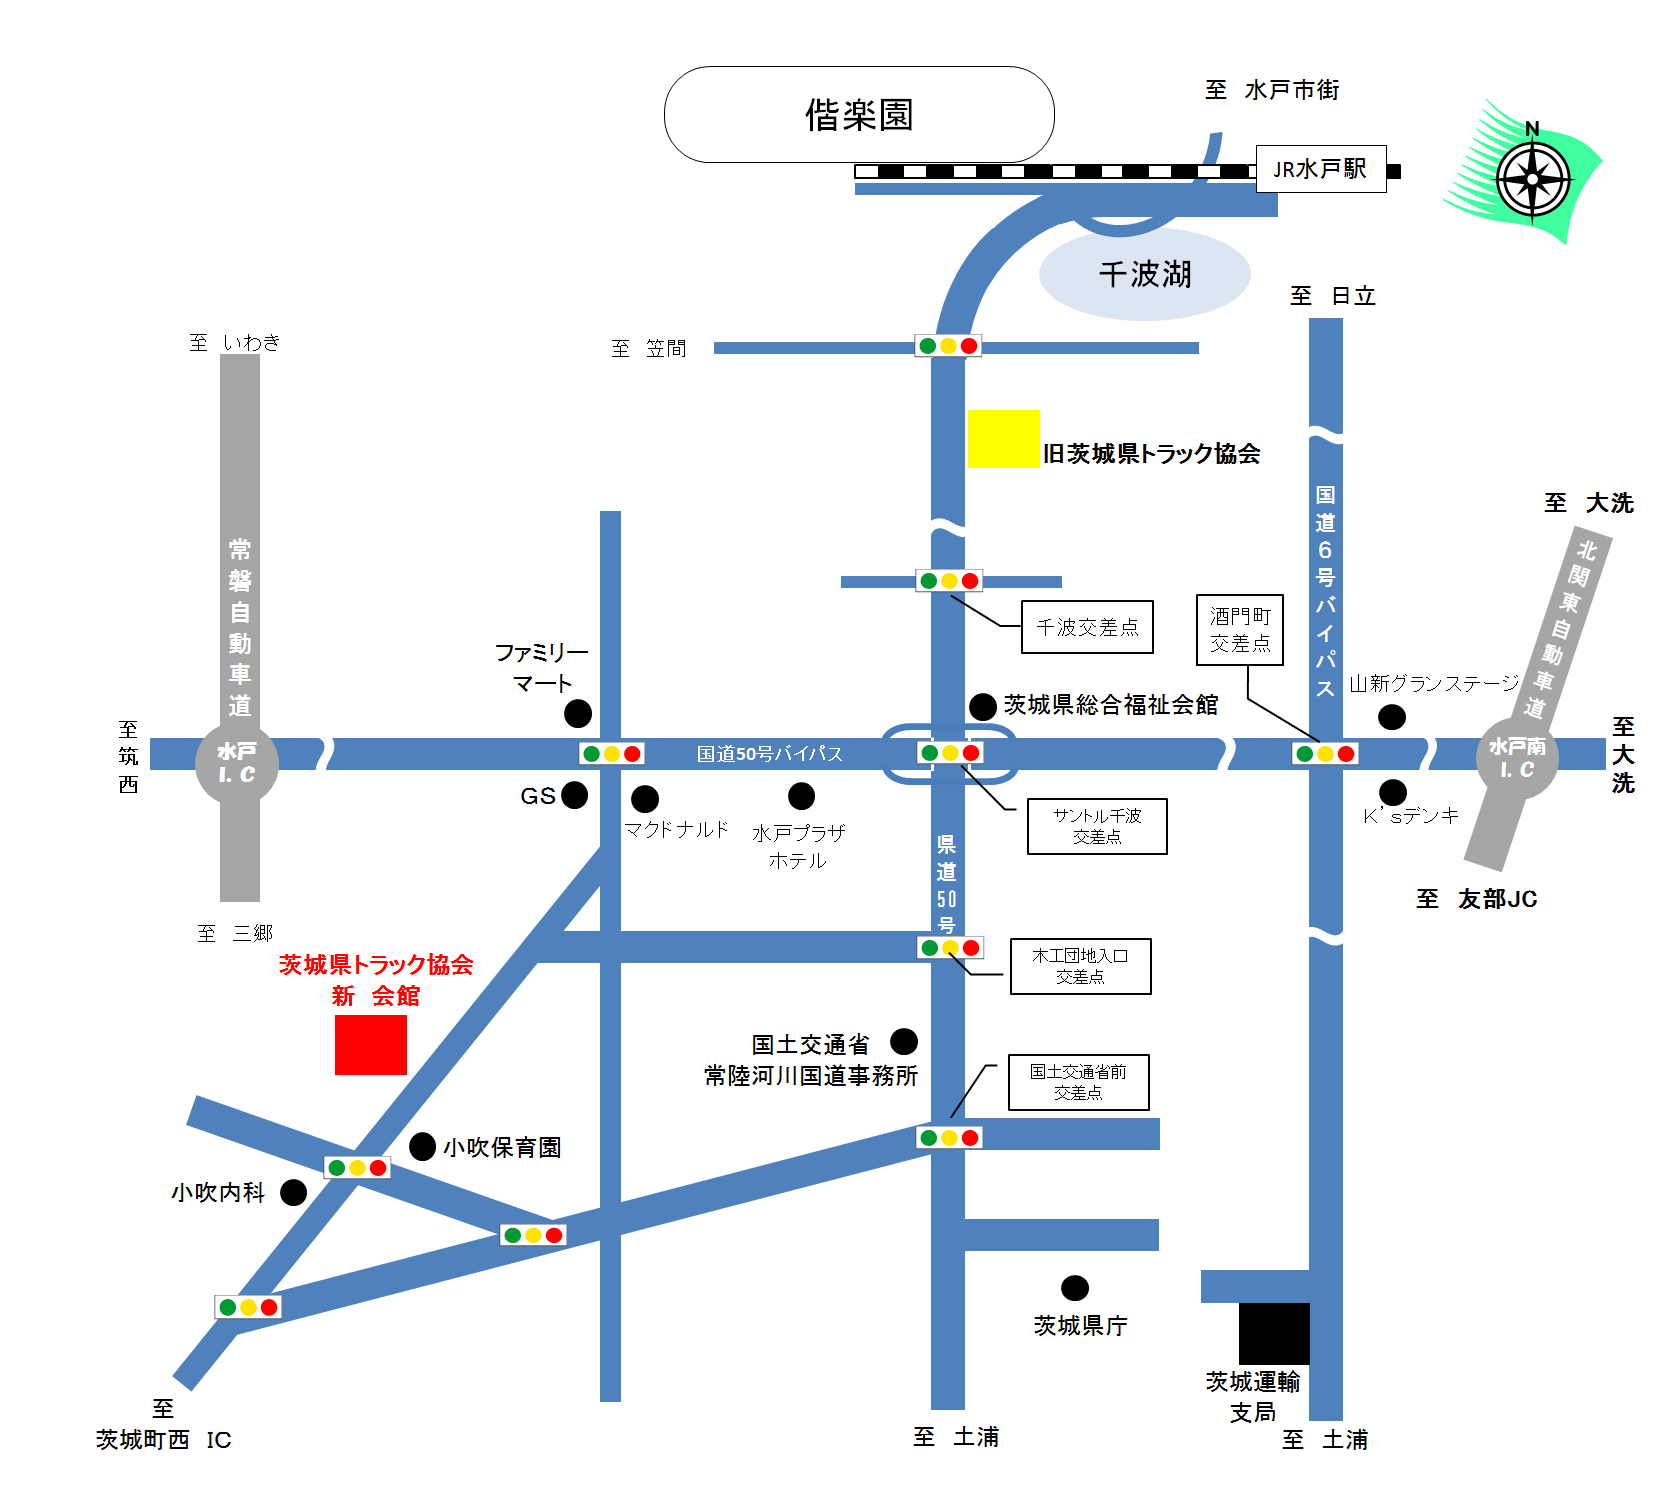 至　水戸市街
偕楽園
N
JR水戸駅
千波湖
至　日立
至　いわき
至　笠間
旧茨城県トラック協会
国道６号バイパス
至　大洗
北関東自動車道
常磐自動車道
千波交差点
酒門町
交差点
ファミリー
マート
山新グランステージ
茨城県総合福祉会館
至筑西
水戸
I.C
国道50号バイパス
水戸南
I.C
至大洗
GS
マクドナルド
水戸プラザ
ホテル
サントル千波
交差点
K'sデンキ
県道50号
至　友部JC
至　三郷
茨城県トラック協会
新　会館
木工団地入口
交差点
国土交通省
常陸河川国道事務所
国土交通省前
交差点
小吹保育園
小吹内科
茨城県庁
茨城運輸
支局
至
茨城町西　IC
至　土浦
至　土浦